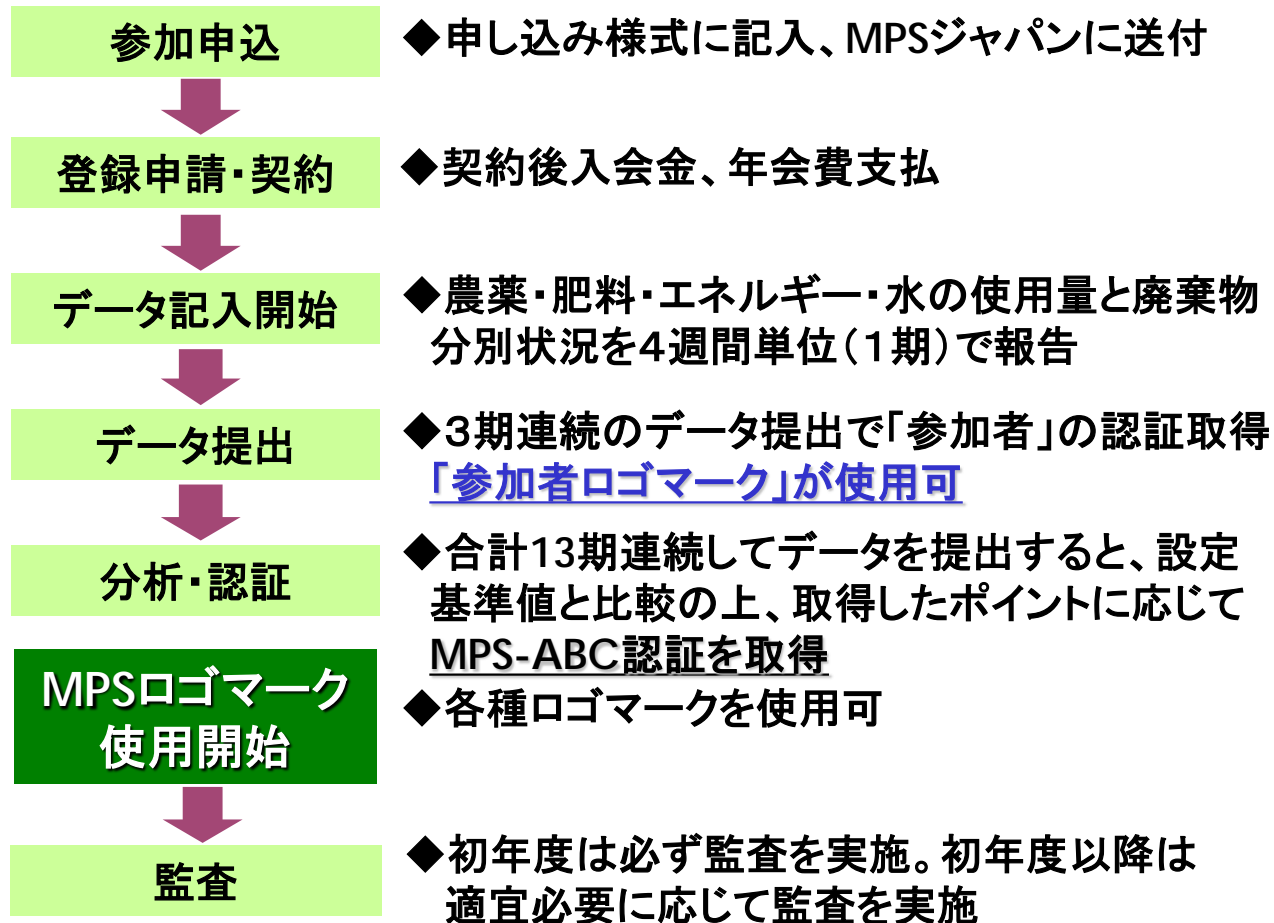 参加申込
◆申し込み様式に記入、MPSジャパンに送付
登録申請・契約
◆契約後入会金、年会費支払
データ記入開始
◆農薬・肥料・エネルギー・水の使用量と廃棄物
分別状況を4週間単位（1期）で報告
データ提出
◆3期連続のデータ提出で「参加者」の認証取得
「参加者ロゴマーク」が使用可
分析・認証
◆合計13期連続してデータを提出すると、設定
基準値と比較の上、取得したポイントに応じて
MPS-ABC認証を取得
MPSロゴマーク
使用開始
◆各種ロゴマークを使用可
監査
◆初年度は必ず監査を実施。初年度以降は
適宜必要に応じて監査を実施